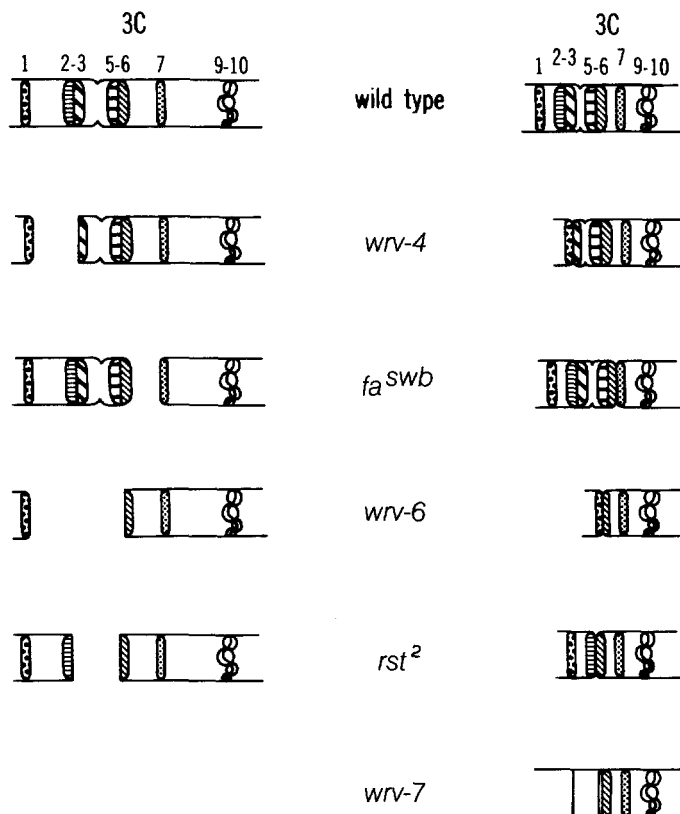 3C 3C
1 2-3 5-6 7 9-10 1 2-3 5-6 7 9-10
wild type
wrv-4
fa^swb
wrv-6
rst²
wrv-7